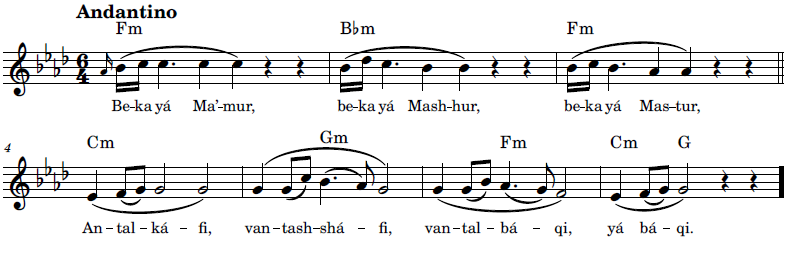 Andantino
Fm B♭m Fm
6
4
Be-ka yá Ma’-mur, be-ka yá Mash-hur, be-ka yá Mas-tur,
4
Cm Gm Fm Cm G
An-tal-ká-fi, van-tash-shá-fi, van-tal-bá-qi, yá bá-qi.